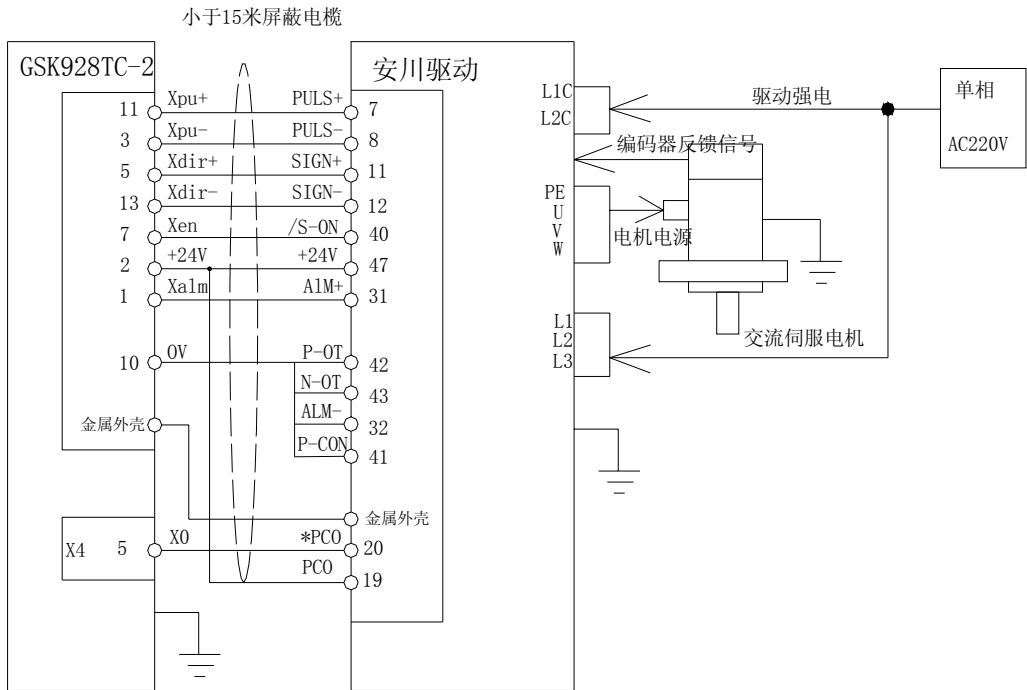 小于15米屏蔽电榄
GSK928TC-2
安川驱动
单相
AC220V
驱动强电
L1C
L2C
11 Xpu+ PULS+ 7
3 Xpu- PULS- 8
编码器反馈信号
5 Xdir+ SIGN+ 11
13 Xdir- SIGN- 12
7 Xen /S-ON 40
2 +24V +24V 47
1 Xalm AlM+ 31
PE
U
V
W
电机电源
L1
L2
L3
交流伺服电机
10 0V P-OT 42
N-OT 43
ALM- 32
P-CON 41
金属外壳
金属外壳
X4 5 X0 *PCO 20
PCO 19